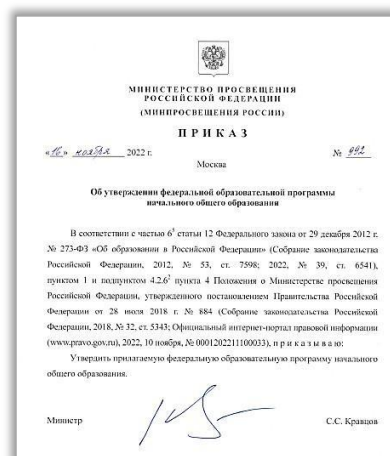 МИНИСТЕРСТВО ПРОСВЕЩЕНИЯ
РОССИЙСКОЙ ФЕДЕРАЦИИ
(МИНПРОСВЕЩЕНИЯ РОССИИ)
ПРИКАЗ
«16» ноября 2022 г. № 992
Москва
Об утверждении федеральной образовательной программы
начального общего образования
В соответствии с частью 6⁵ статьи 12 Федерального закона от 29 декабря 2012 г.
№ 273-ФЗ «Об образовании в Российской Федерации» (Собрание законодательства
Российской Федерации, 2012, № 53, ст. 7598; 2022, № 39, ст. 6541),
пунктом 1 и подпунктом 4.2.6² пункта 4 Положения о Министерстве просвещения
Российской Федерации, утвержденного постановлением Правительства Российской
Федерации от 28 июля 2018 г. № 884 (Собрание законодательства Российской
Федерации, 2018, № 32, ст. 5343; Официальный интернет-портал правовой информации
(www.pravo.gov.ru), 2022, 10 ноября, № 0001202211100033), п р и к а з ы в а ю:
Утвердить прилагаемую федеральную образовательную программу начального
общего образования.
Министр С.С. Кравцов